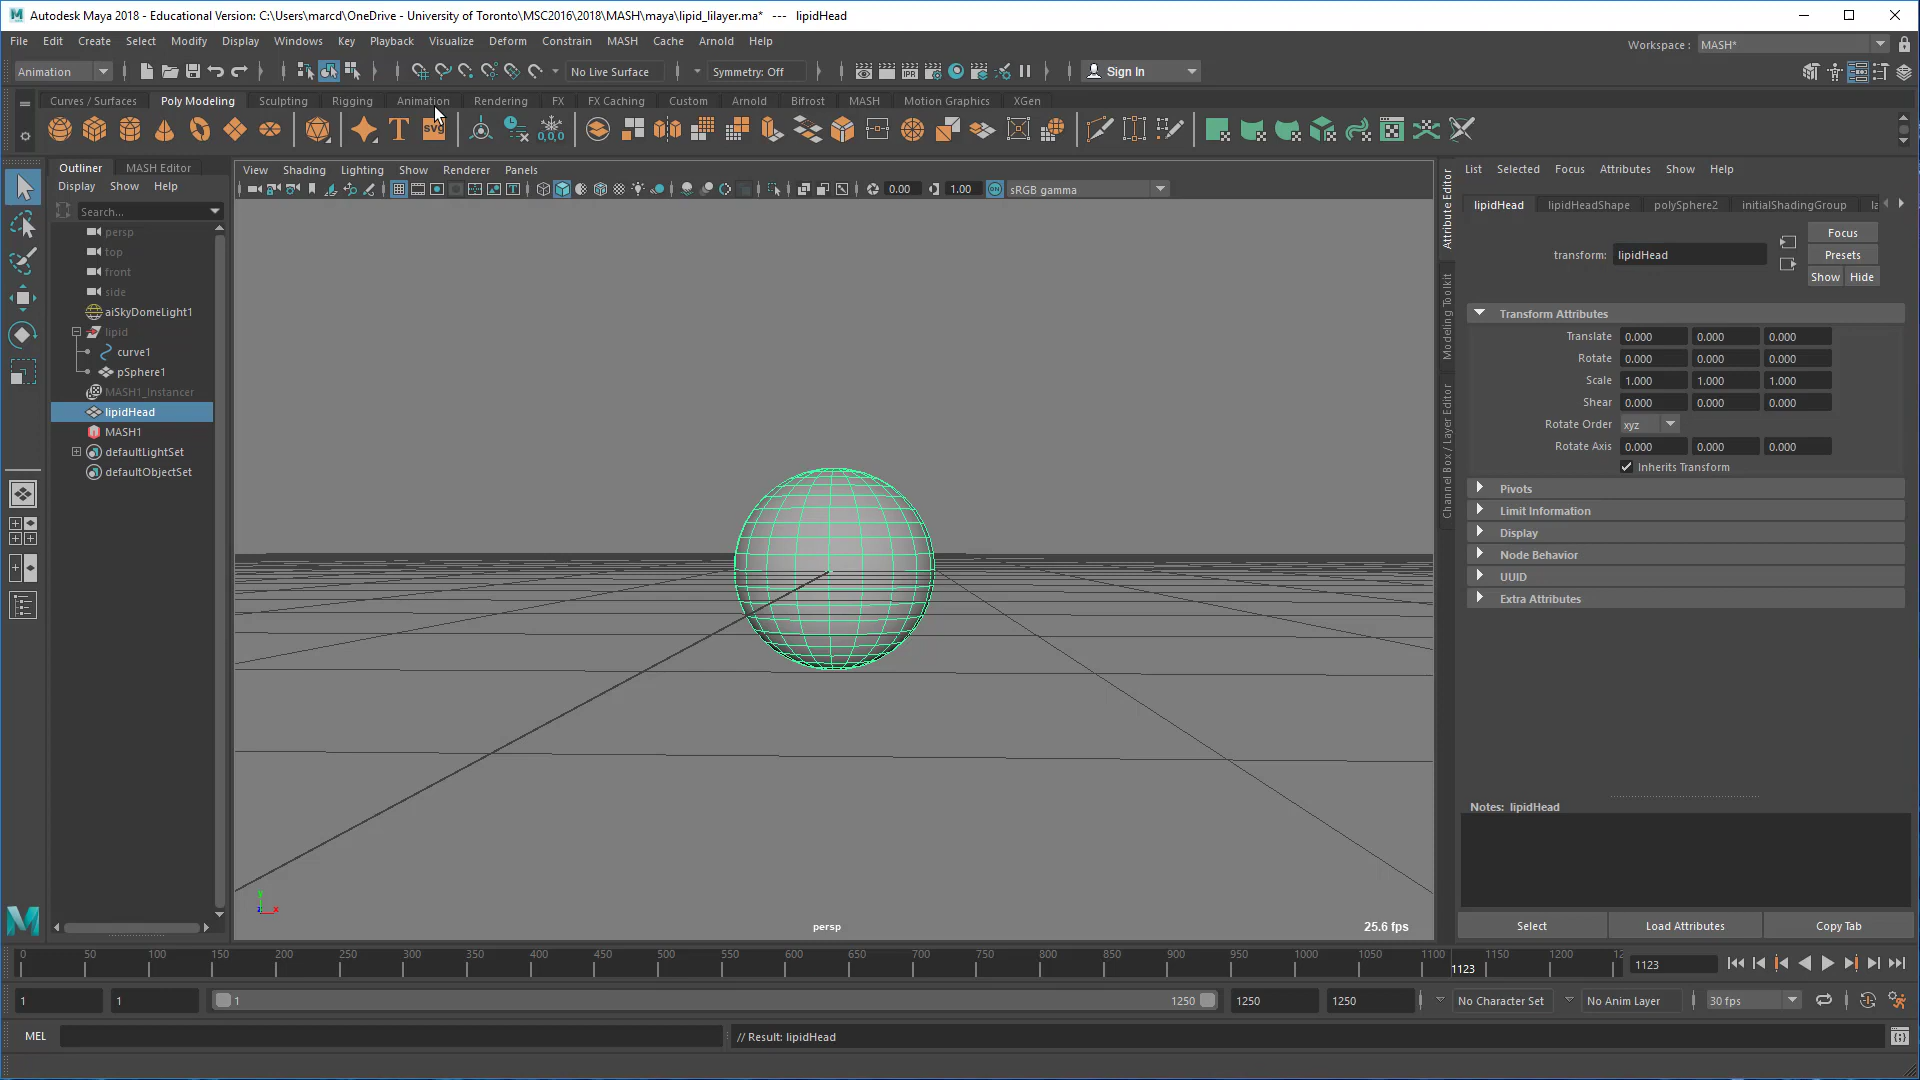 Autodesk Maya 2018 - Educational Version: C:\Users\marcd\OneDrive - University of Toronto\MSC2016\2018\MASH\maya\lipid_lilayer.ma* --- lipidHead
File Edit Create Select Modify Display Windows Mesh Key Playback Visualize Deform Constrain MASH Cache Arnold Help
Workspace : MASH*
Animation No Live Surface Symmetry: Off IPR Sign In
Curves / Surfaces Poly Modeling Sculpting Rigging Animation Rendering FX FX Caching Custom Arnold Bifrost MASH Motion Graphics XGen
T SVG 0,0,0
Outliner MASH Editor
Display Show Help
Search...
persp
top
front
side
aiSkyDomeLight1
lipid
curve1
pSphere1
MASH1_Instancer
lipidHead
MASH1
defaultLightSet
defaultObjectSet
View Shading Lighting Show Renderer Panels
0.00 1.00 ON sRGB gamma
persp
25.6 fps
Attribute Editor
Modeling Toolkit
Channel Box / Layer Editor
List Selected Focus Attributes Show Help
lipidHead lipidHeadShape polySphere2 initialShadingGroup
Focus
transform: lipidHead
Presets
Show Hide
Transform Attributes
Translate 0.000 0.000 0.000
Rotate 0.000 0.000 0.000
Scale 1.000 1.000 1.000
Shear 0.000 0.000 0.000
Rotate Order xyz
Rotate Axis 0.000 0.000 0.000
Inherits Transform
Pivots
Limit Information
Display
Node Behavior
UUID
Extra Attributes
Notes: lipidHead
Select Load Attributes Copy Tab
0 50 100 150 200 250 300 350 400 450 500 550 600 650 700 750 800 850 900 950 1000 1050 1100 1123 1150 1200 12 1123
1 1 1 1250 1250 1250 No Character Set No Anim Layer 30 fps
MEL // Result: lipidHead